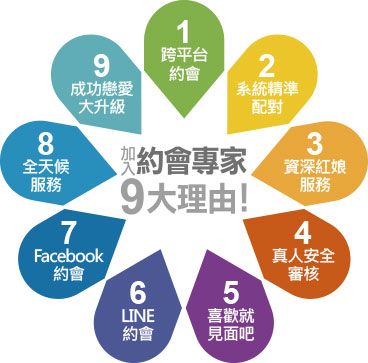 1
跨平台
約會
2
系統精準
配對
3
資深紅娘
服務
4
真人安全
審核
5
喜歡就
見面吧
6
LINE
約會
7
Facebook
約會
8
全天候
服務
9
成功戀愛
大升級
加入約會專家
9大理由!